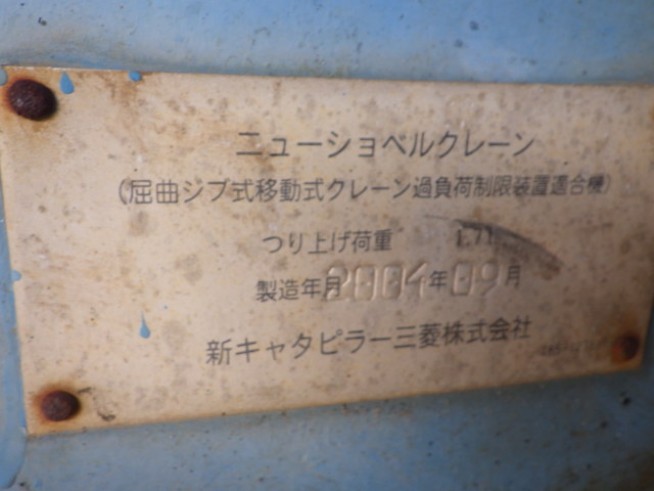 ニューショベルクレーン
(屈曲ジブ式移動式クレーン過負荷制限装置適合機)
つり上げ荷重 1.7t
製造年月2004年09月
新キャタピラー三菱株式会社